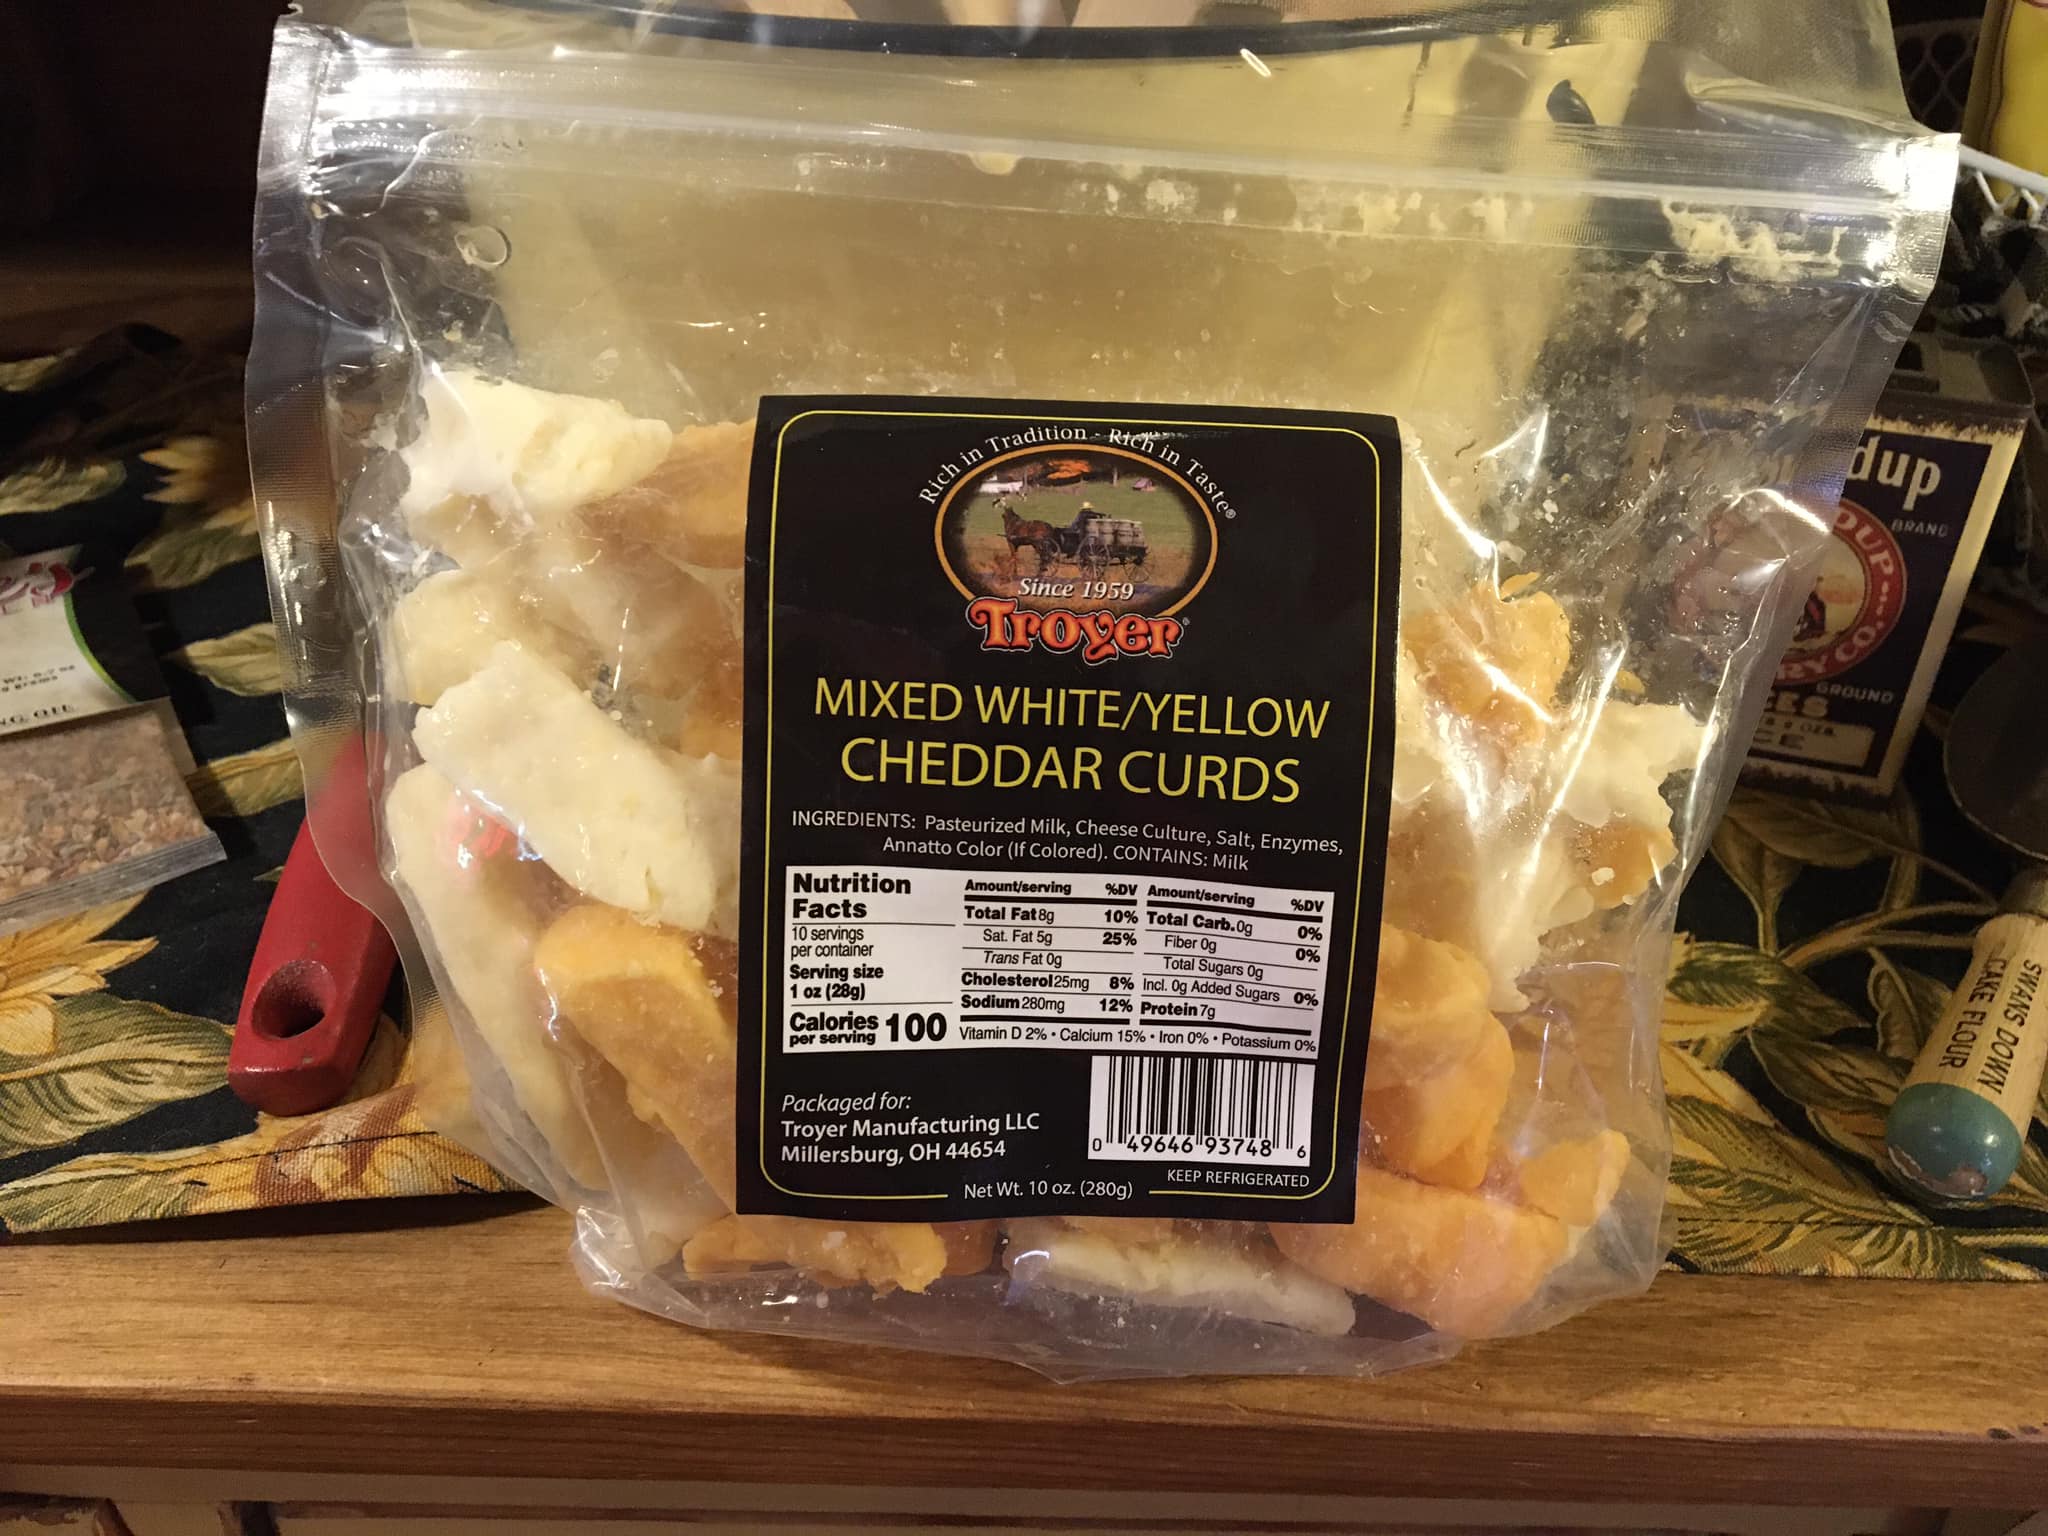 Rich in Tradition - Rich in Taste®
Since 1959
Troyer®
MIXED WHITE/YELLOW
CHEDDAR CURDS
INGREDIENTS: Pasteurized Milk, Cheese Culture, Salt, Enzymes,
Annatto Color (If Colored). CONTAINS: Milk
Nutrition
Facts
10 servings
per container
Serving size
1 oz (28g)
Calories 100
per serving
Amount/serving %DV
Total Fat 8g 10%
Sat. Fat 5g 25%
Trans Fat 0g
Cholesterol 25mg 8%
Sodium 280mg 12%
Amount/serving %DV
Total Carb. 0g 0%
Fiber 0g 0%
Total Sugars 0g
Incl. 0g Added Sugars 0%
Protein 7g
Vitamin D 2% • Calcium 15% • Iron 0% • Potassium 0%
Packaged for:
Troyer Manufacturing LLC
Millersburg, OH 44654
0 49646 93748 6
KEEP REFRIGERATED
Net Wt. 10 oz. (280g)
dup
BRAND
CO.
GROUND
SWANS DOWN
CAKE FLOUR